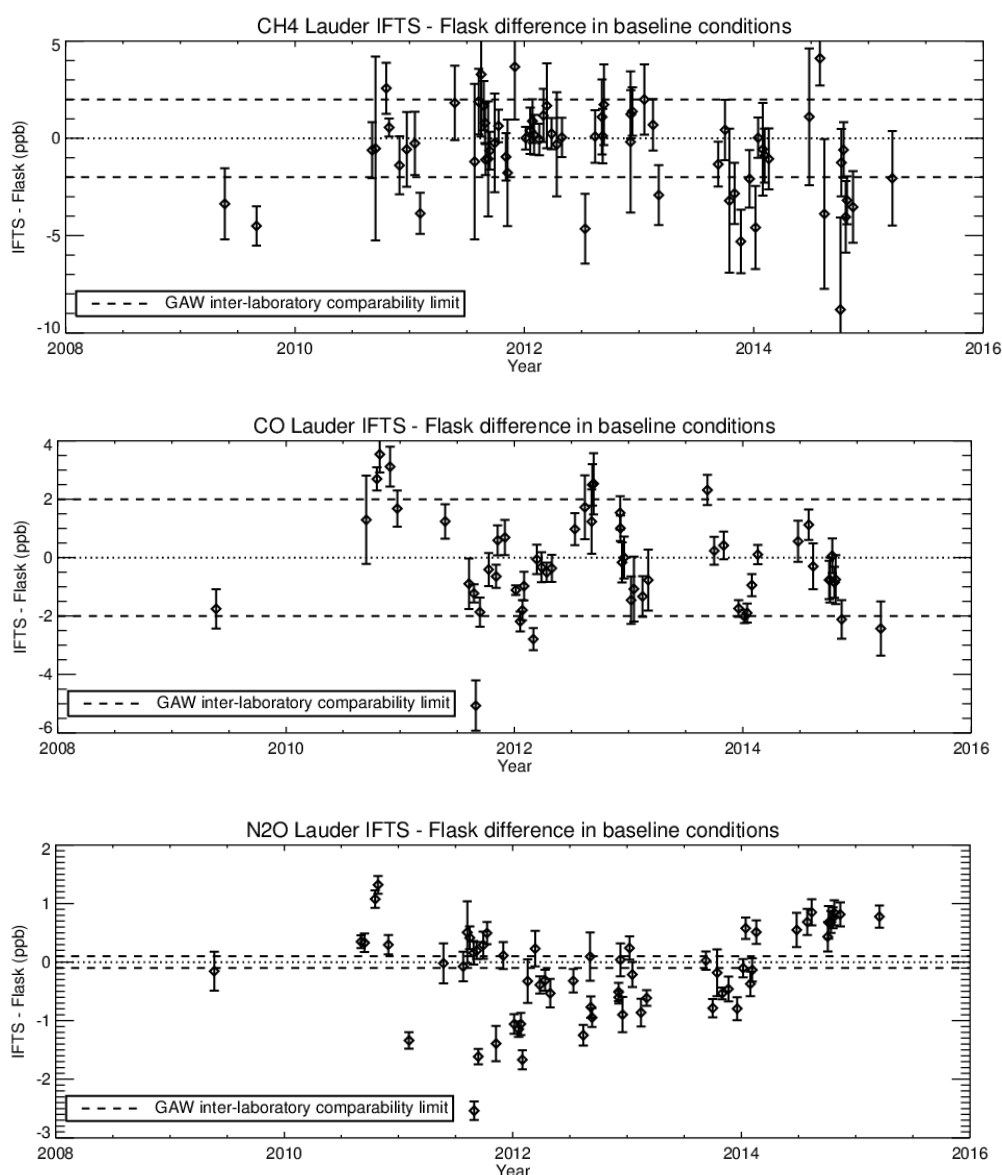 CH4 Lauder IFTS - Flask difference in baseline conditions
5
0
-5
-10
IFTS - Flask (ppb)
GAW inter-laboratory comparability limit
2008 2010 2012 2014 2016
Year
CO Lauder IFTS - Flask difference in baseline conditions
4
2
0
-2
-4
-6
IFTS - Flask (ppb)
GAW inter-laboratory comparability limit
2008 2010 2012 2014 2016
Year
N2O Lauder IFTS - Flask difference in baseline conditions
2
1
0
-1
-2
-3
IFTS - Flask (ppb)
GAW inter-laboratory comparability limit
2008 2010 2012 2014 2016
Year